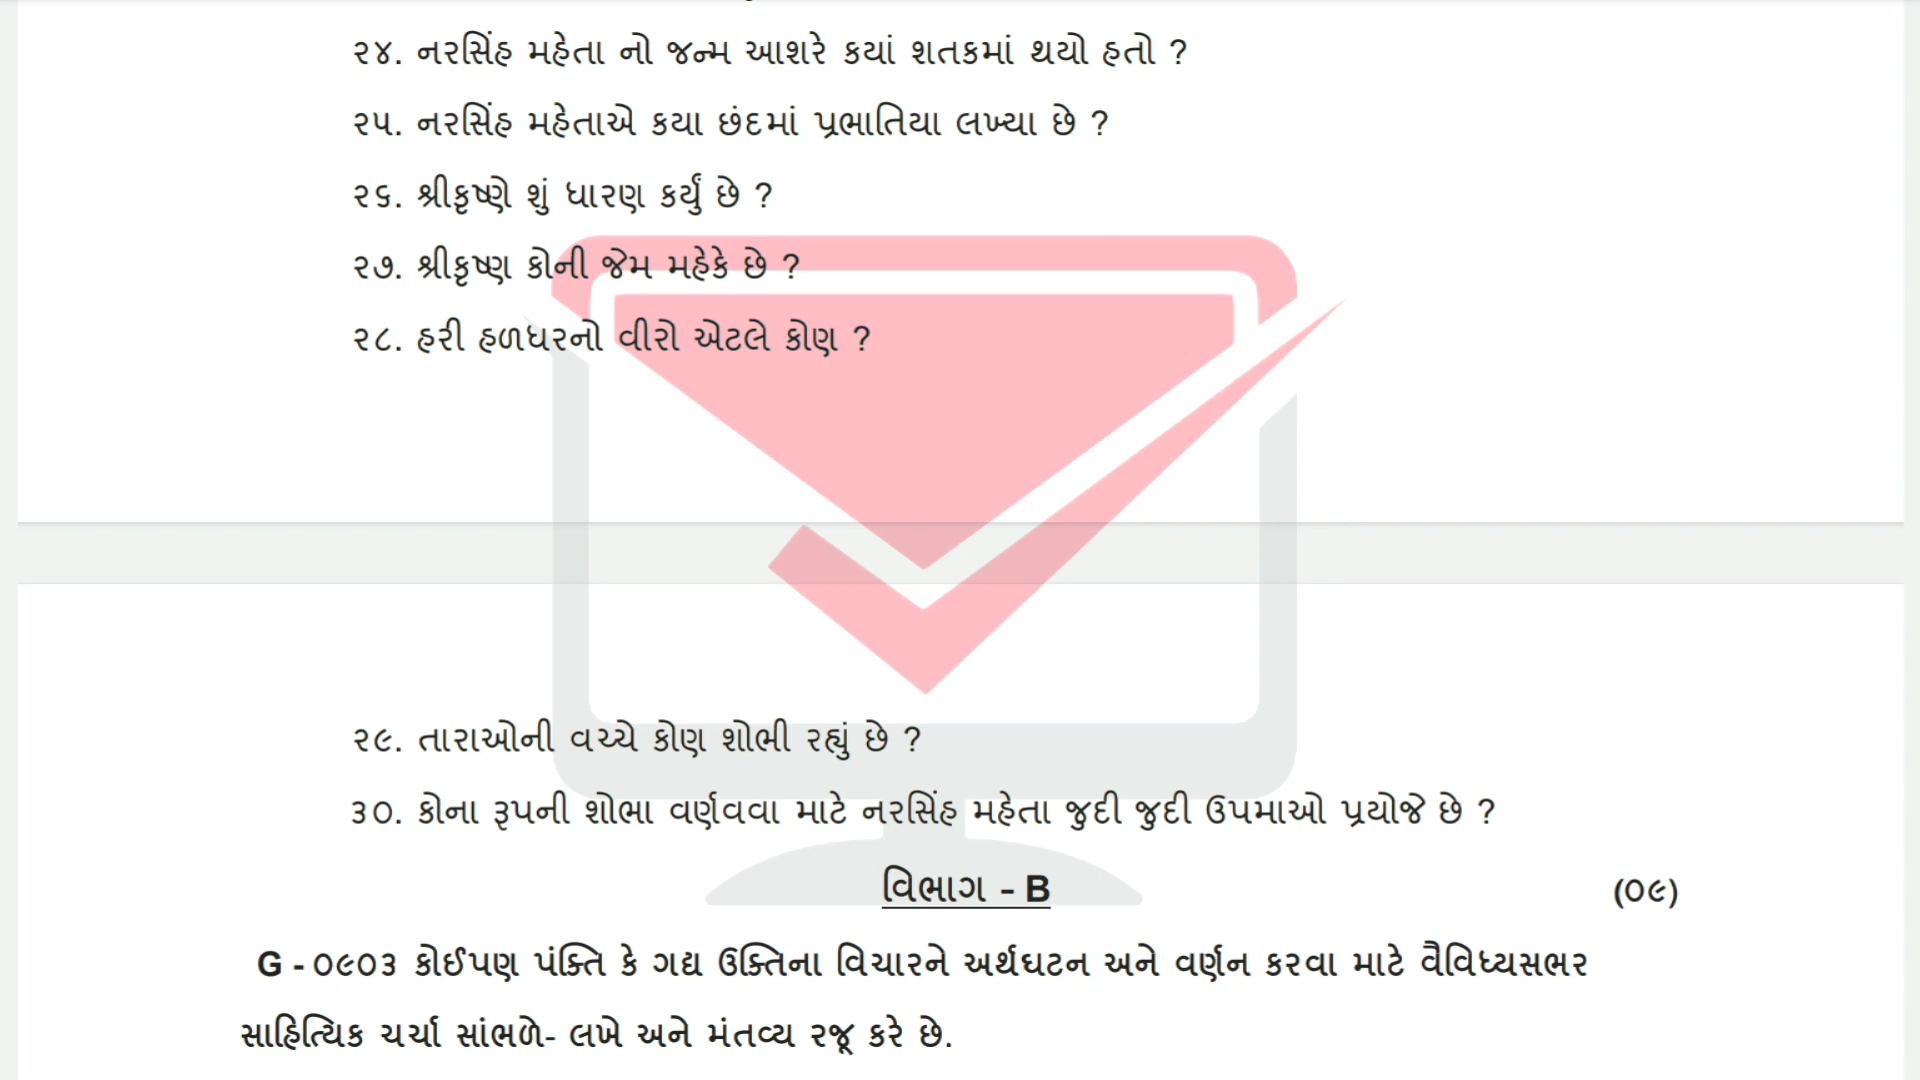 ૨૪. નરસિંહ મહેતા નો જન્મ આશરે કયાં શતકમાં થયો હતો ?
૨૫. નરસિંહ મહેતાએ કયા છંદમાં પ્રભાતિયા લખ્યા છે ?
૨૬. શ્રીકૃષ્ણે શું ધારણ કર્યું છે ?
૨૭. શ્રીકૃષ્ણ કોની જેમ મહેકે છે ?
૨૮. હરી હળધરનો વીરો એટલે કોણ ?
૨૯. તારાઓની વચ્ચે કોણ શોભી રહ્યું છે ?
૩૦. કોના રૂપની શોભા વર્ણવવા માટે નરસિંહ મહેતા જુદી જુદી ઉપમાઓ પ્રયોજે છે ?
વિભાગ - B (૦૯)
G - ૦૯૦૩ કોઈપણ પંક્તિ કે ગદ્ય ઉક્તિના વિચારને અર્થઘટન અને વર્ણન કરવા માટે વૈવિધ્યસભર
સાહિત્યિક ચર્ચા સાંભળે- લખે અને મંતવ્ય રજૂ કરે છે.